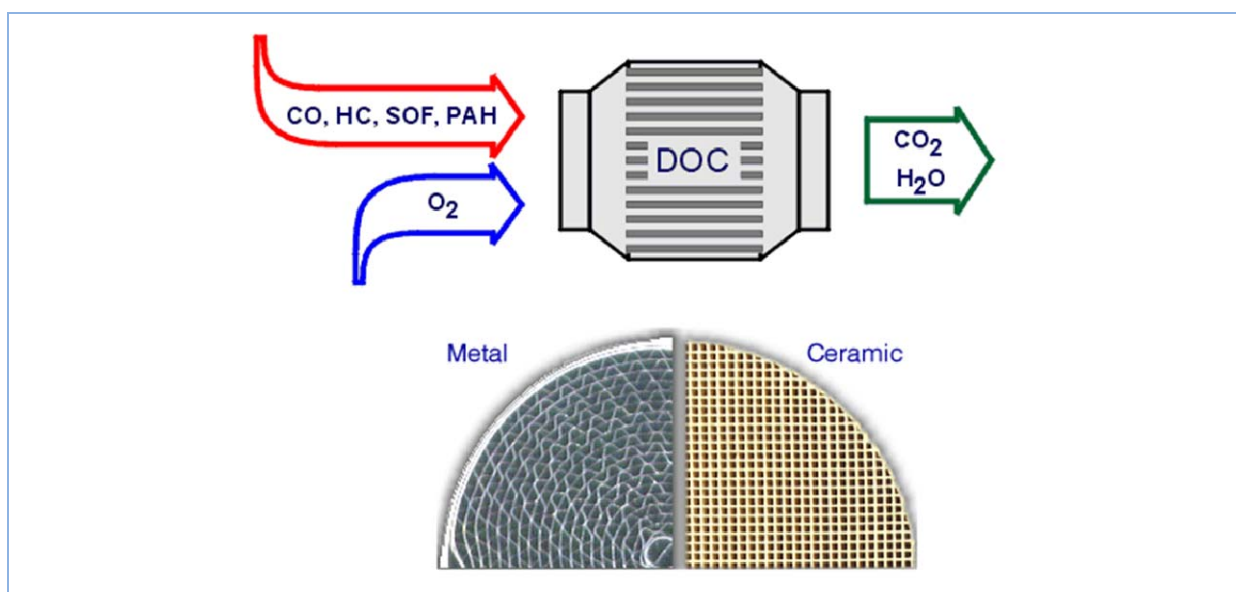 CO, HC, SOF, PAH
O₂
DOC
CO₂
H₂O
Metal
Ceramic